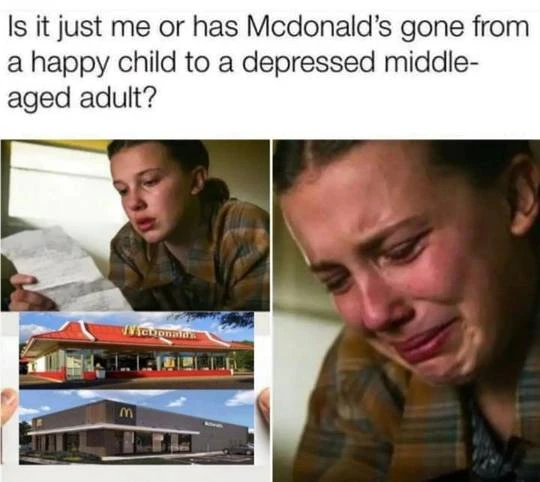 Is it just me or has Mcdonald's gone from
a happy child to a depressed middle-
aged adult?
McDonald's
M